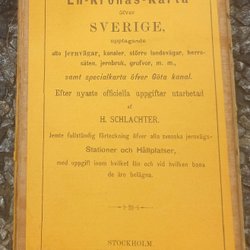 En-Kronas-Karta
öfver
SVERIGE,
upptagande
alla jernvägar, kanaler, större landsvägar, herre-
säten, jernbruk, grufvor, m. m.,
samt specialkarta öfver Göta kanal.
Efter nyaste officiella uppgifter utarbetad
af
H. SCHLACHTER.
Jemte fullständig förteckning öfver alla svenska jernvägs-
Stationer och Hållplatser,
med uppgift inom hvilket län och vid hvilken bana
de äro belägna.
STOCKHOLM